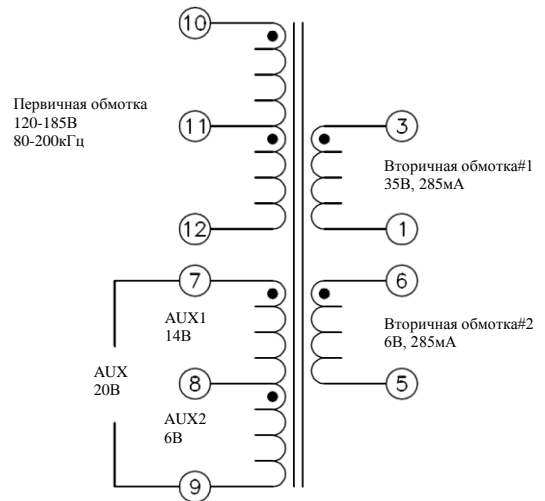 10
Первичная обмотка
120-185В
80-200кГц
11
12
3
Вторичная обмотка#1
35В, 285мА
1
7
AUX1
14В
AUX
20В
8
AUX2
6В
9
6
Вторичная обмотка#2
6В, 285мА
5